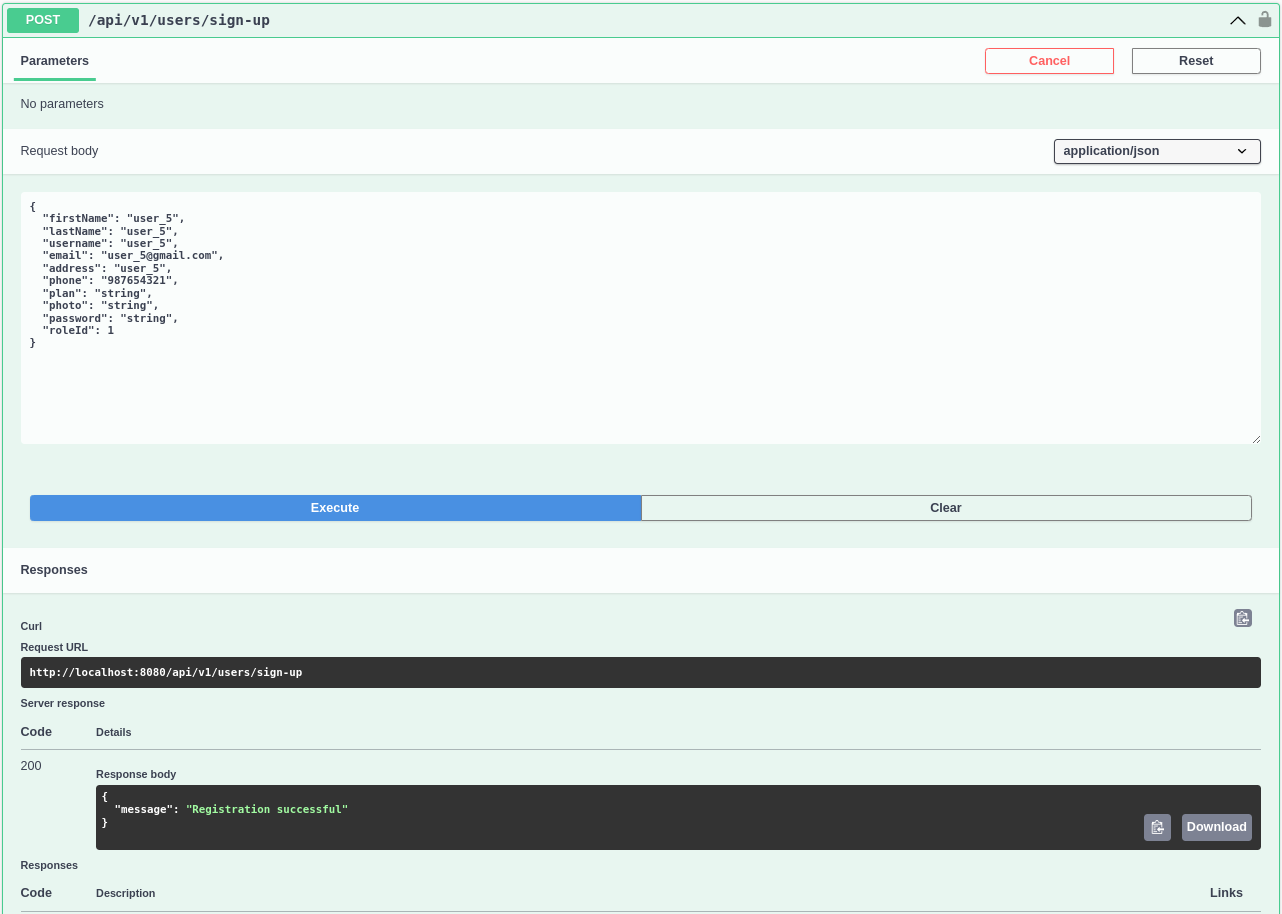 POST /api/v1/users/sign-up
Parameters
Cancel
Reset
No parameters
Request body
application/json
{
  "firstName": "user_5",
  "lastName": "user_5",
  "username": "user_5",
  "email": "user_5@gmail.com",
  "address": "user_5",
  "phone": "987654321",
  "plan": "string",
  "photo": "string",
  "password": "string",
  "roleId": 1
}
Execute
Clear
Responses
Curl
Request URL
http://localhost:8080/api/v1/users/sign-up
Server response
Code Details
200
Response body
{
  "message": "Registration successful"
}
Download
Responses
Code Description Links